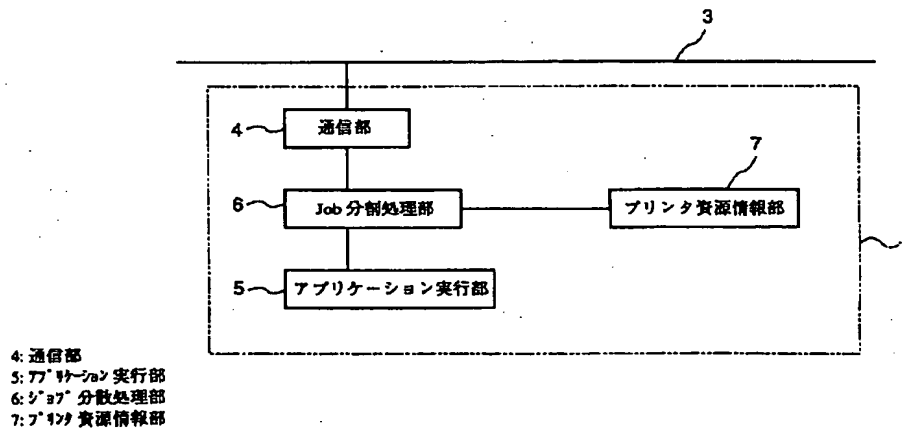 3
4 通信部
7
6 Job 分割処理部 プリンタ資源情報部
5 アプリケーション実行部
4: 通信部
5: アプリケーション 実行部
6: ジョブ 分散処理部
7: プリンタ 資源情報部